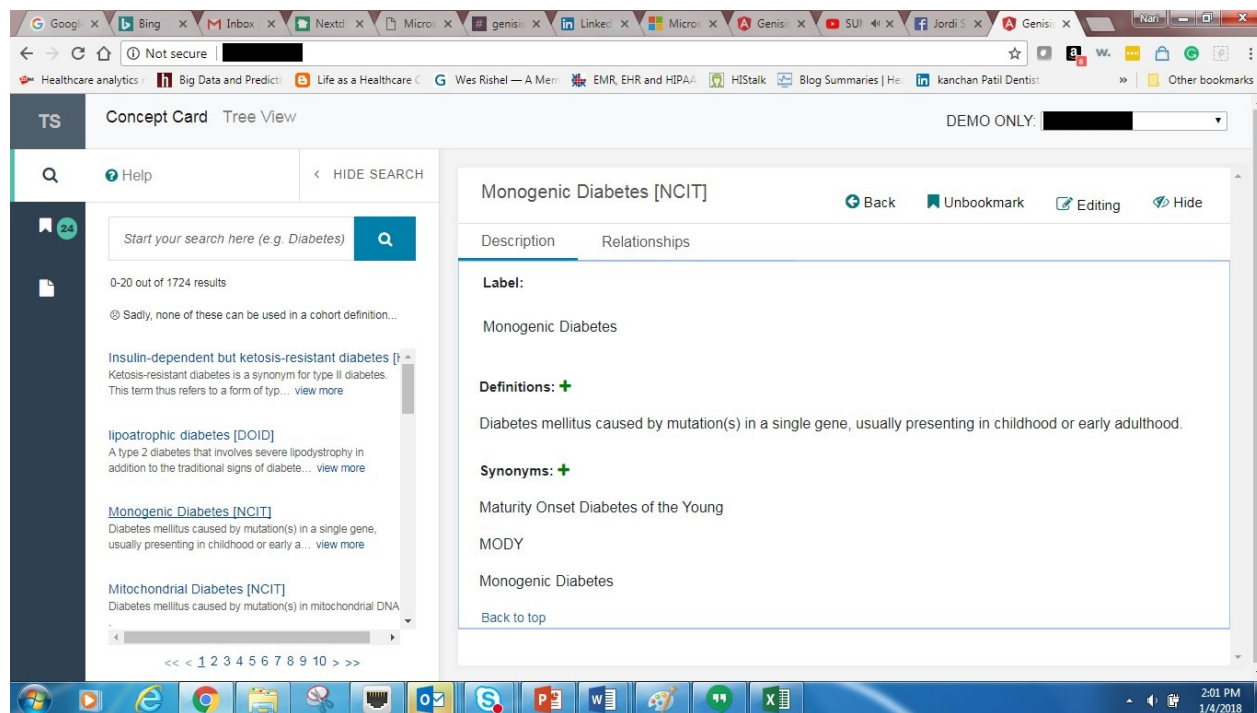 Googl
Bing
Inbox
Nextd
Micros
genisis
Linked
Micros
Genisis
SUN
Jordi S
Genisis
Nari
Not secure
Healthcare analytics
Big Data and Predicti
Life as a Healthcare C
Wes Rishel — A Mem
EMR, EHR and HIPAA
HIStalk
Blog Summaries | He
kanchan Patil Dentist
»
Other bookmarks
TS
Concept Card Tree View
DEMO ONLY:
Help
< HIDE SEARCH
24
Start your search here (e.g. Diabetes)
0-20 out of 1724 results
☹ Sadly, none of these can be used in a cohort definition...
Insulin-dependent but ketosis-resistant diabetes [
Ketosis-resistant diabetes is a synonym for type II diabetes.
This term thus refers to a form of typ... view more
lipoatrophic diabetes [DOID]
A type 2 diabetes that involves severe lipodystrophy in
addition to the traditional signs of diabete... view more
Monogenic Diabetes [NCIT]
Diabetes mellitus caused by mutation(s) in a single gene,
usually presenting in childhood or early a... view more
Mitochondrial Diabetes [NCIT]
Diabetes mellitus caused by mutation(s) in mitochondrial DNA
.
<< < 1 2 3 4 5 6 7 8 9 10 > >>
Monogenic Diabetes [NCIT]
Back
Unbookmark
Editing
Hide
Description
Relationships
Label:
Monogenic Diabetes
Definitions: +
Diabetes mellitus caused by mutation(s) in a single gene, usually presenting in childhood or early adulthood.
Synonyms: +
Maturity Onset Diabetes of the Young
MODY
Monogenic Diabetes
Back to top
2:01 PM
1/4/2018